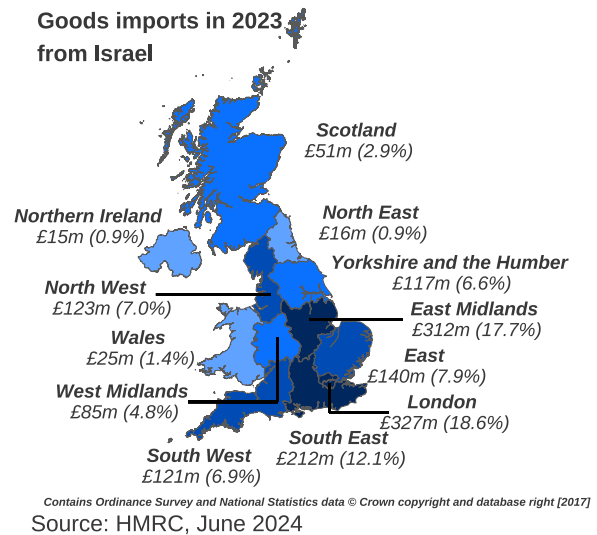 Goods imports in 2023
from Israel
Scotland
£51m (2.9%)
Northern Ireland
£15m (0.9%)
North East
£16m (0.9%)
Yorkshire and the Humber
£117m (6.6%)
North West
£123m (7.0%)
East Midlands
£312m (17.7%)
Wales
£25m (1.4%)
East
£140m (7.9%)
West Midlands
£85m (4.8%)
London
£327m (18.6%)
South East
£212m (12.1%)
South West
£121m (6.9%)
Contains Ordinance Survey and National Statistics data © Crown copyright and database right [2017]
Source: HMRC, June 2024